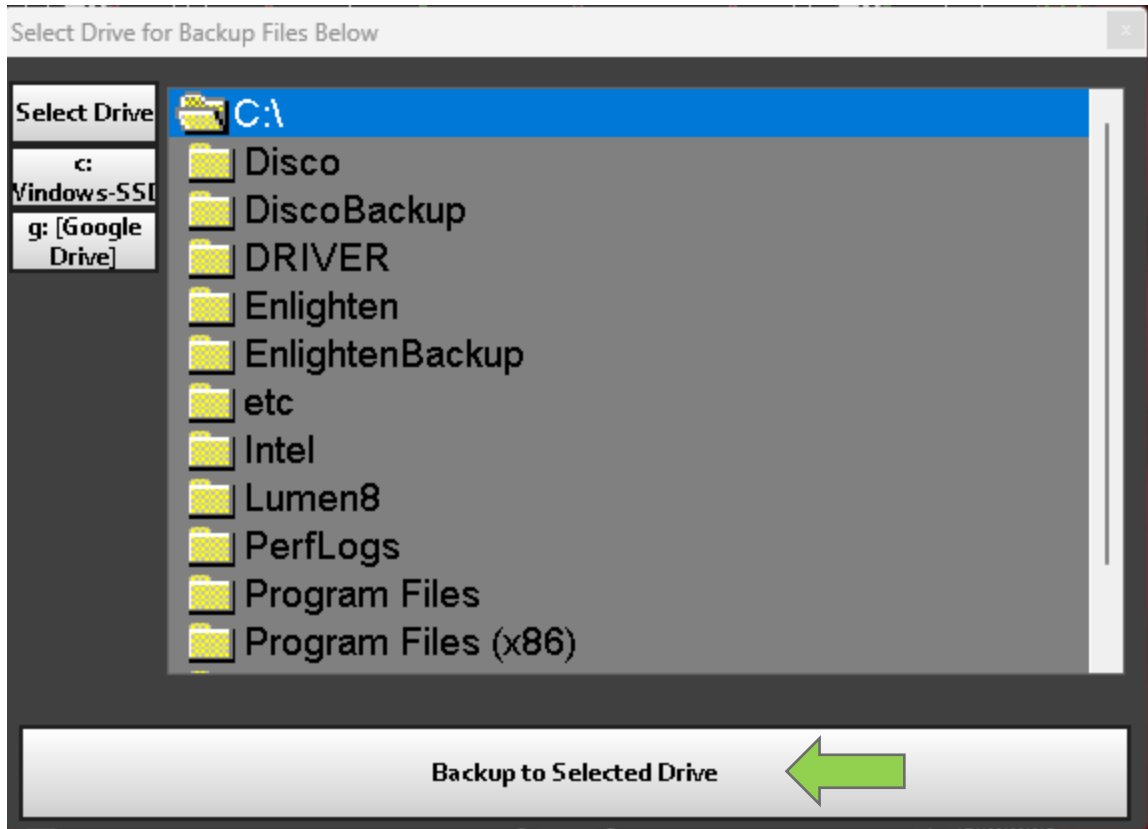 Select Drive for Backup Files Below
x
Select Drive
c:
Windows-SSD
g: [Google
Drive]
C:\
Disco
DiscoBackup
DRIVER
Enlighten
EnlightenBackup
etc
Intel
Lumen8
PerfLogs
Program Files
Program Files (x86)
Backup to Selected Drive